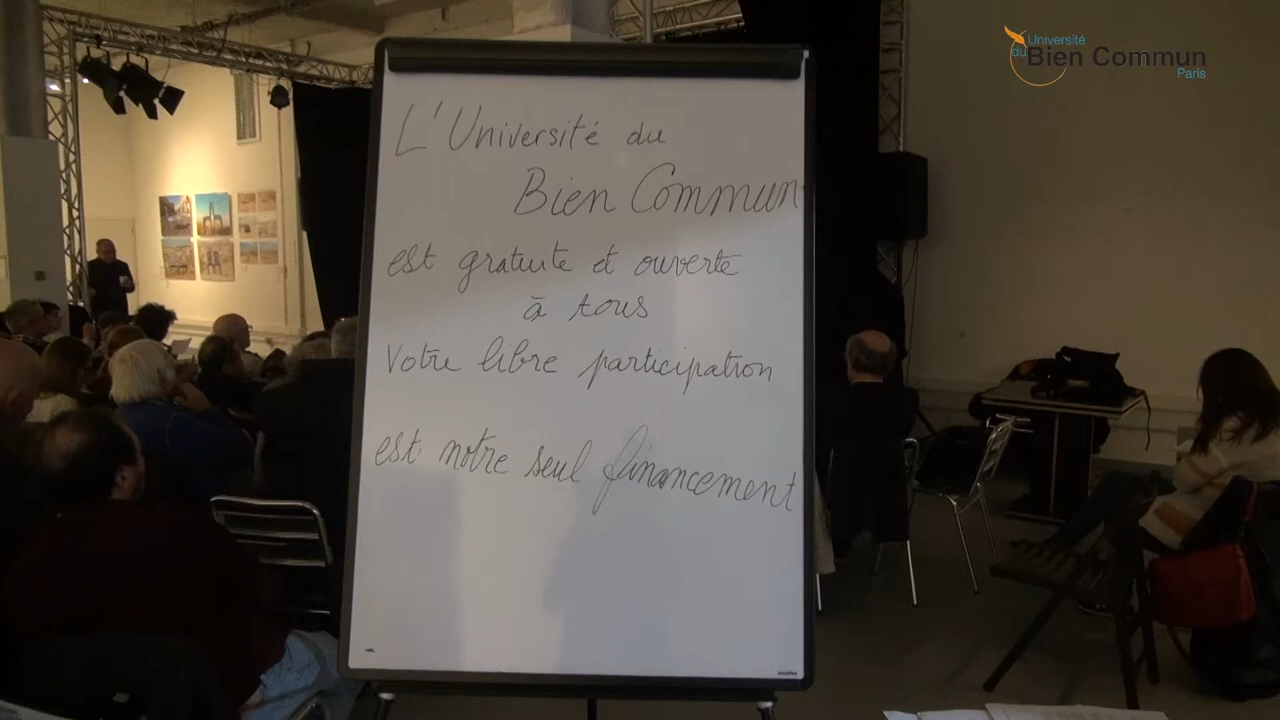 L'Université du
Bien Commun
est gratuite et ouverte
à tous
Votre libre participation
est notre seul financement
Université
du Bien Commun
Paris